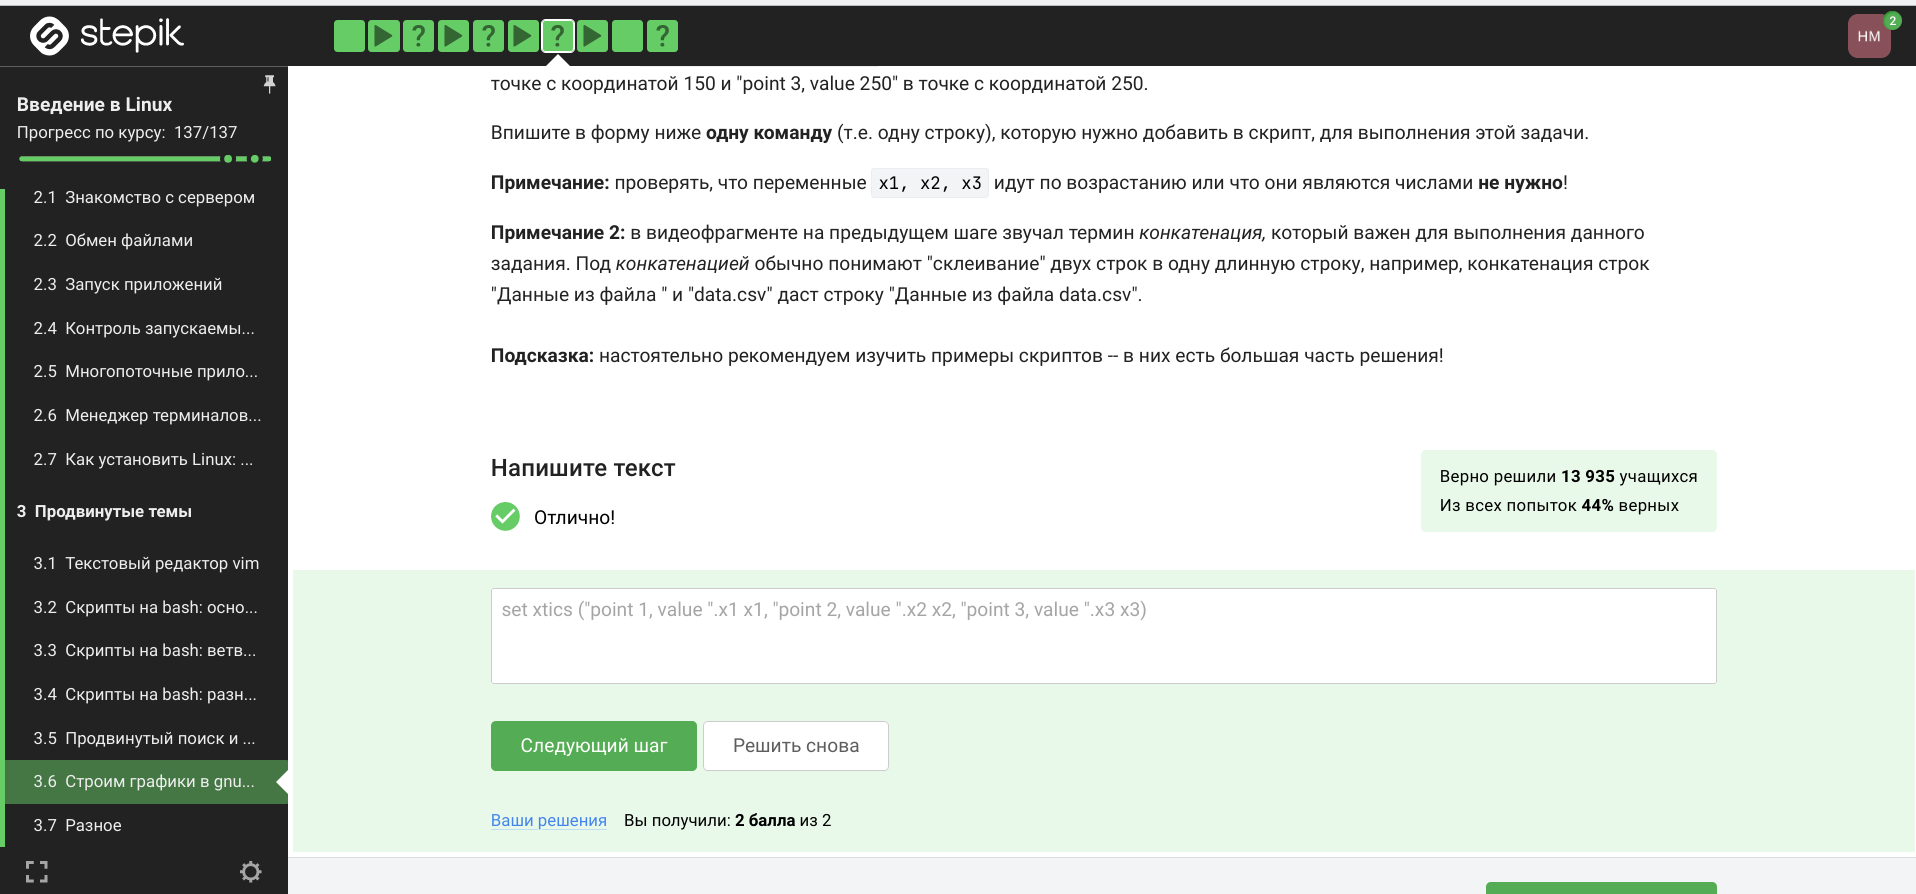 stepik
?
?
?
?
НМ
2
Введение в Linux
Прогресс по курсу: 137/137
2.1 Знакомство с сервером
2.2 Обмен файлами
2.3 Запуск приложений
2.4 Контроль запускаемы...
2.5 Многопоточные прило...
2.6 Менеджер терминалов...
2.7 Как установить Linux: ...
3 Продвинутые темы
3.1 Текстовый редактор vim
3.2 Скрипты на bash: осно...
3.3 Скрипты на bash: ветв...
3.4 Скрипты на bash: разн...
3.5 Продвинутый поиск и ...
3.6 Строим графики в gnu...
3.7 Разное
точке с координатой 150 и "point 3, value 250" в точке с координатой 250.
Впишите в форму ниже одну команду (т.е. одну строку), которую нужно добавить в скрипт, для выполнения этой задачи.
Примечание: проверять, что переменные x1, x2, x3 идут по возрастанию или что они являются числами не нужно!
Примечание 2: в видеофрагменте на предыдущем шаге звучал термин конкатенация, который важен для выполнения данного
задания. Под конкатенацией обычно понимают "склеивание" двух строк в одну длинную строку, например, конкатенация строк
"Данные из файла " и "data.csv" даст строку "Данные из файла data.csv".
Подсказка: настоятельно рекомендуем изучить примеры скриптов -- в них есть большая часть решения!
Напишите текст
Отлично!
Верно решили 13 935 учащихся
Из всех попыток 44% верных
set xtics ("point 1, value ".x1 x1, "point 2, value ".x2 x2, "point 3, value ".x3 x3)
Следующий шаг
Решить снова
Ваши решения Вы получили: 2 балла из 2